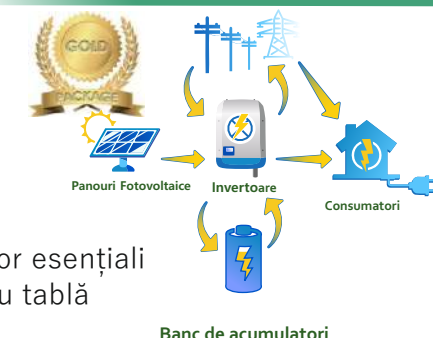 GOLD
PACKAGE
Panouri Fotovoltaice
Invertoare
Consumatori
or esențiali
u tablă
Banc de acumulatori